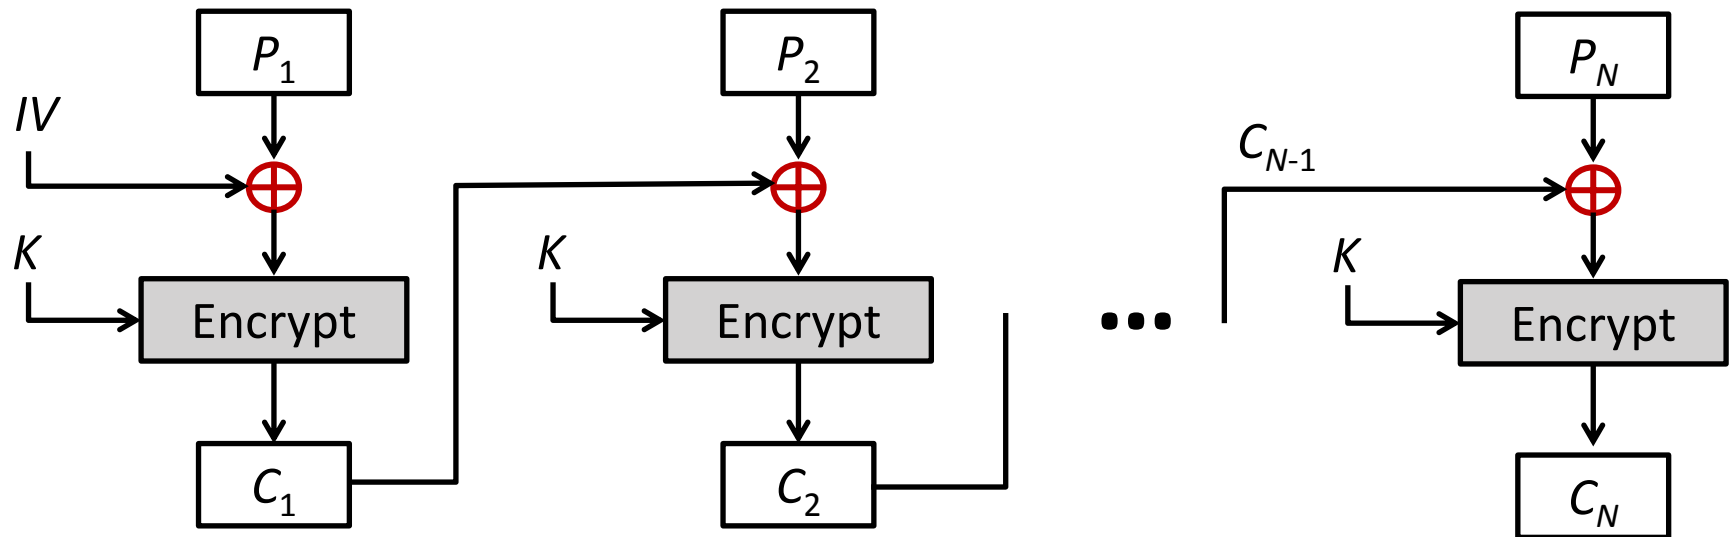 P1
P2
PN
IV
CN-1
K
K
K
Encrypt
Encrypt
Encrypt
C1
C2
CN